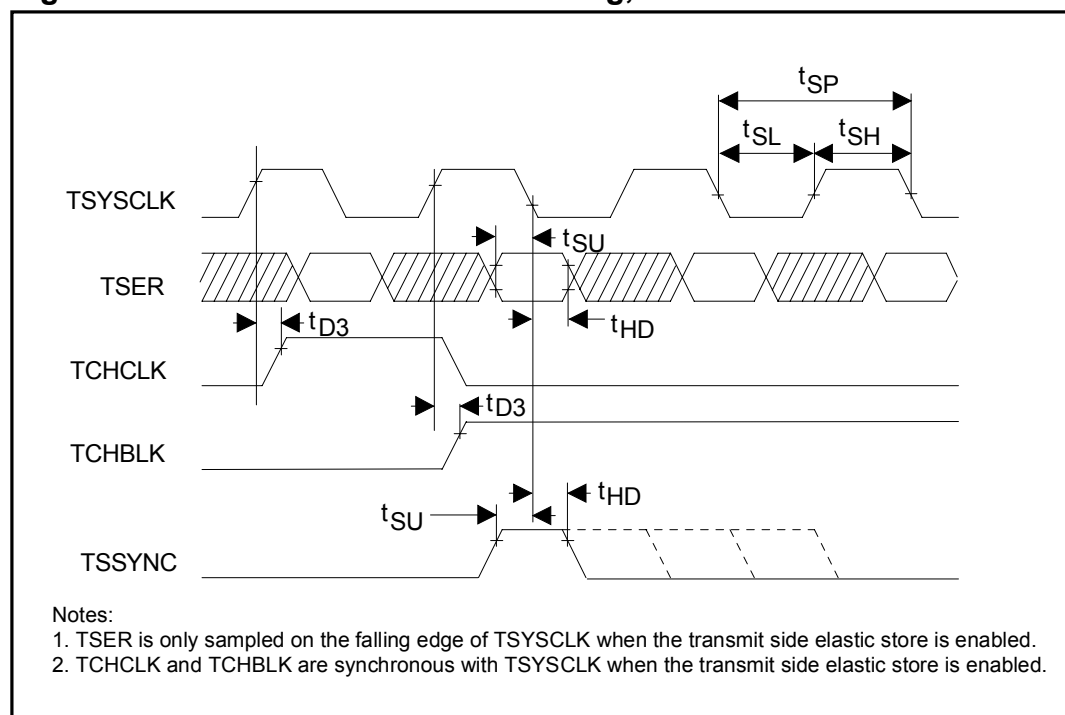 tSP
tSL tSH
TSYSCLK
tSU
TSER
tD3 tHD
TCHCLK
tD3
TCHBLK
tSU tHD
TSSYNC
Notes:
1. TSER is only sampled on the falling edge of TSYSCLK when the transmit side elastic store is enabled.
2. TCHCLK and TCHBLK are synchronous with TSYSCLK when the transmit side elastic store is enabled.